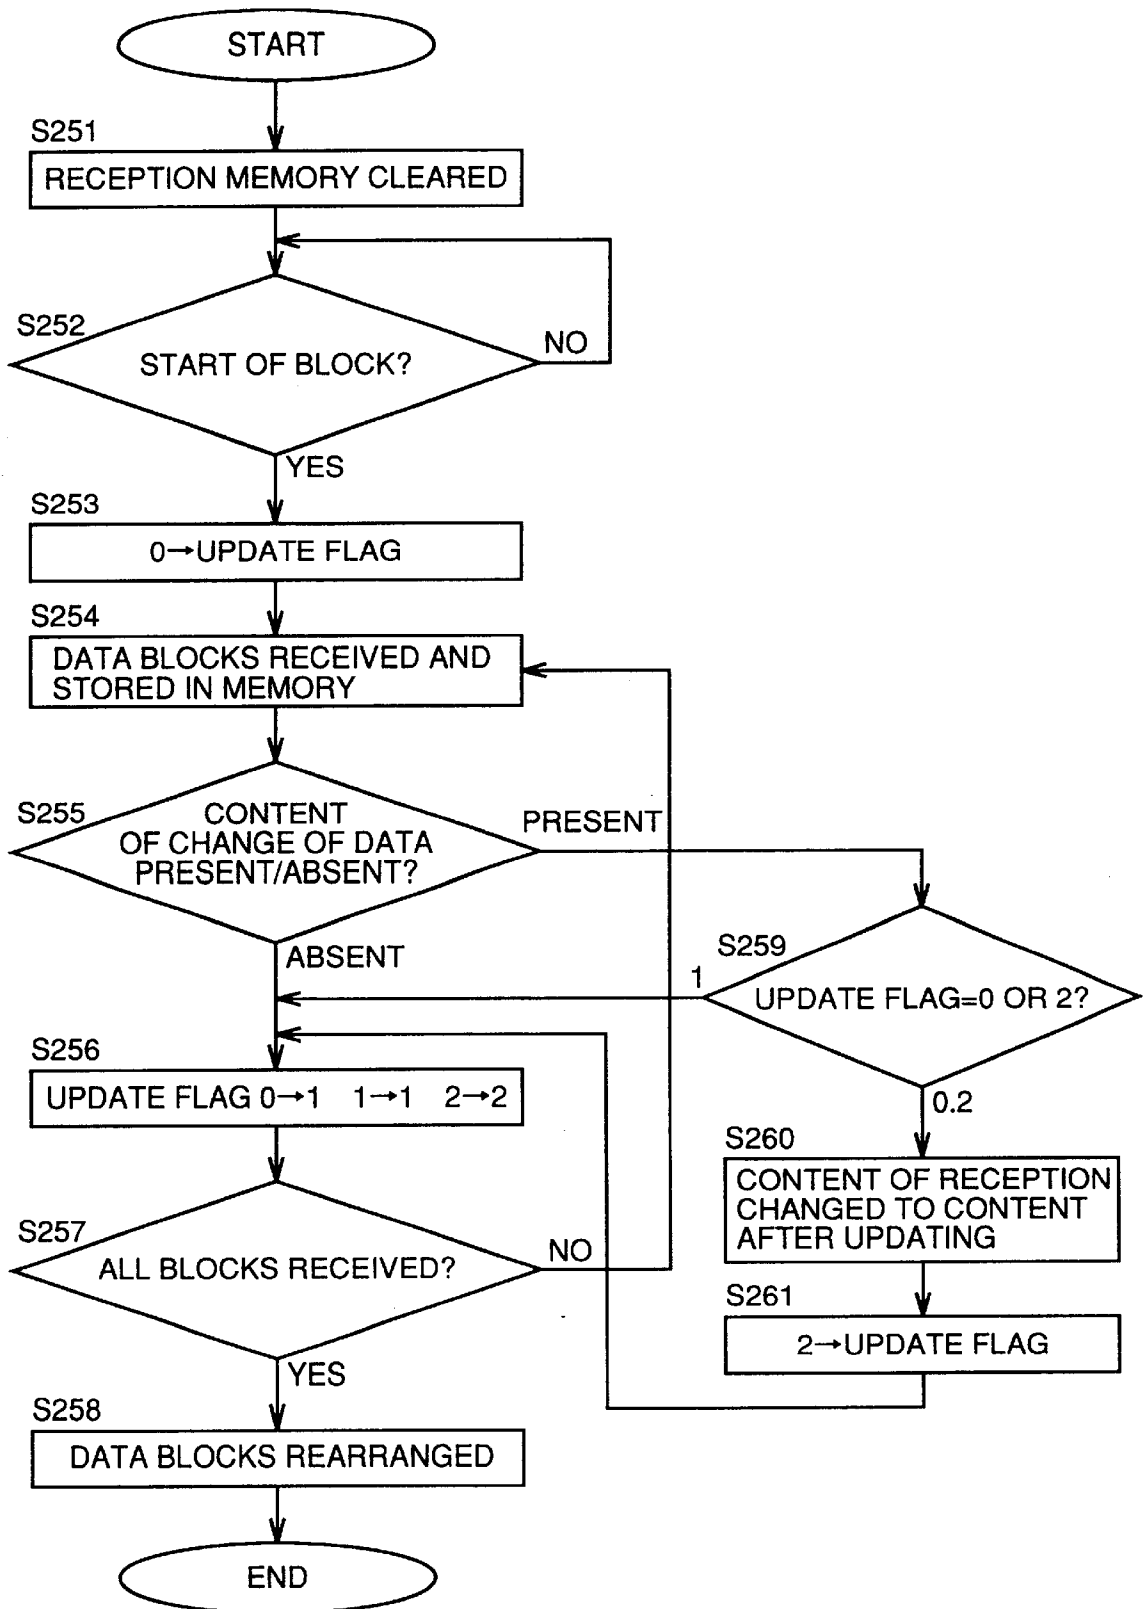 START
S251
RECEPTION MEMORY CLEARED
S252
START OF BLOCK?
NO
YES
S253
0→UPDATE FLAG
S254
DATA BLOCKS RECEIVED AND
STORED IN MEMORY
S255
CONTENT
OF CHANGE OF DATA
PRESENT/ABSENT?
PRESENT
ABSENT
S259
1
UPDATE FLAG=0 OR 2?
0.2
S256
UPDATE FLAG 0→1 1→1 2→2
S260
CONTENT OF RECEPTION
CHANGED TO CONTENT
AFTER UPDATING
S257
ALL BLOCKS RECEIVED?
NO
YES
S261
2→UPDATE FLAG
S258
DATA BLOCKS REARRANGED
END